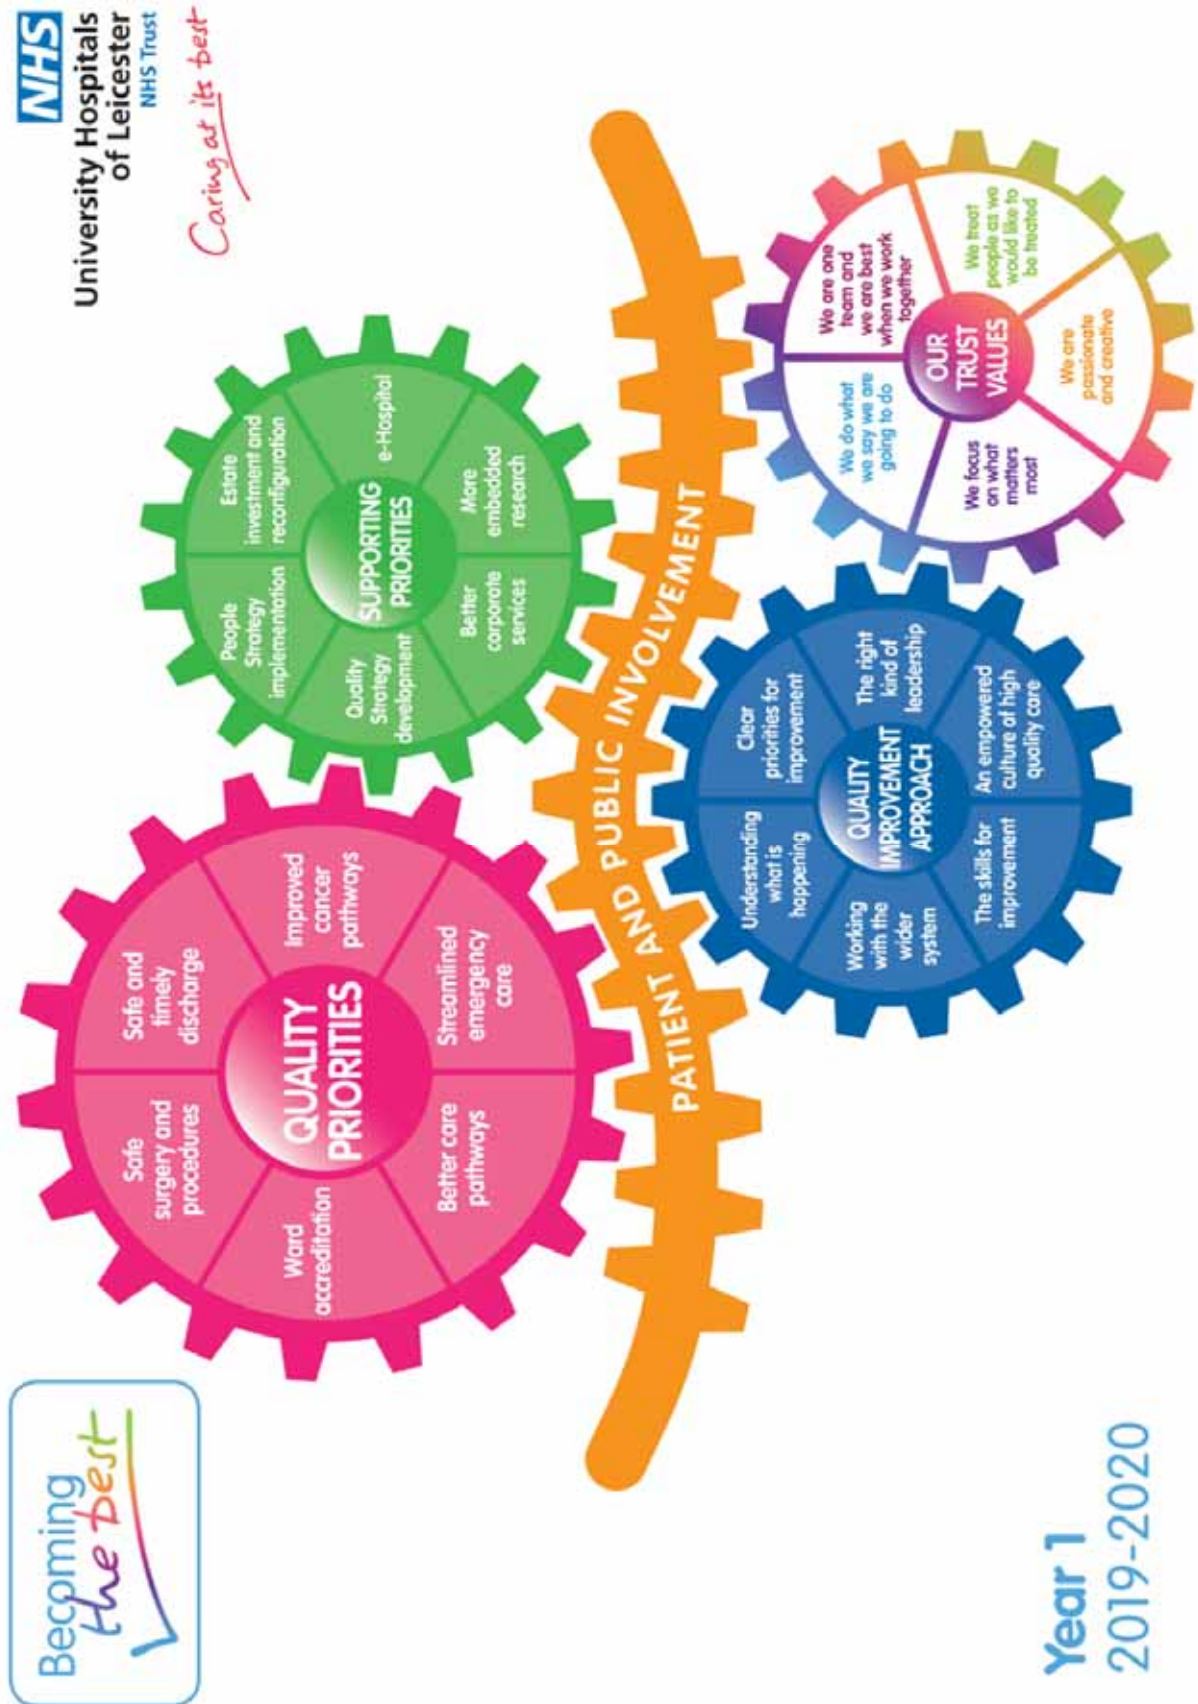 Becoming
the best
NHS
University Hospitals
of Leicester
NHS Trust
Caring at its best
QUALITY
PRIORITIES
Safe and
timely
discharge
Improved
cancer
pathways
Streamlined
emergency
care
Better care
pathways
Ward
accreditation
Safe
surgery and
procedures
SUPPORTING
PRIORITIES
Estate
investment and
reconfiguration
e-Hospital
More
embedded
research
Better
corporate
services
Quality
Strategy
development
People
Strategy
implementation
PATIENT AND PUBLIC INVOLVEMENT
QUALITY
IMPROVEMENT
APPROACH
Clear
priorities for
improvement
The right
kind of
leadership
An empowered
culture of high
quality care
The skills for
improvement
Working
with the
wider
system
Understanding
what is
happening
OUR
TRUST
VALUES
We are one
team and
we are best
when we work
together
We treat
people as we
would like to
be treated
We are
passionate
and creative
We focus
on what
matters
most
We do what
we say we are
going to do
Year 1
2019-2020